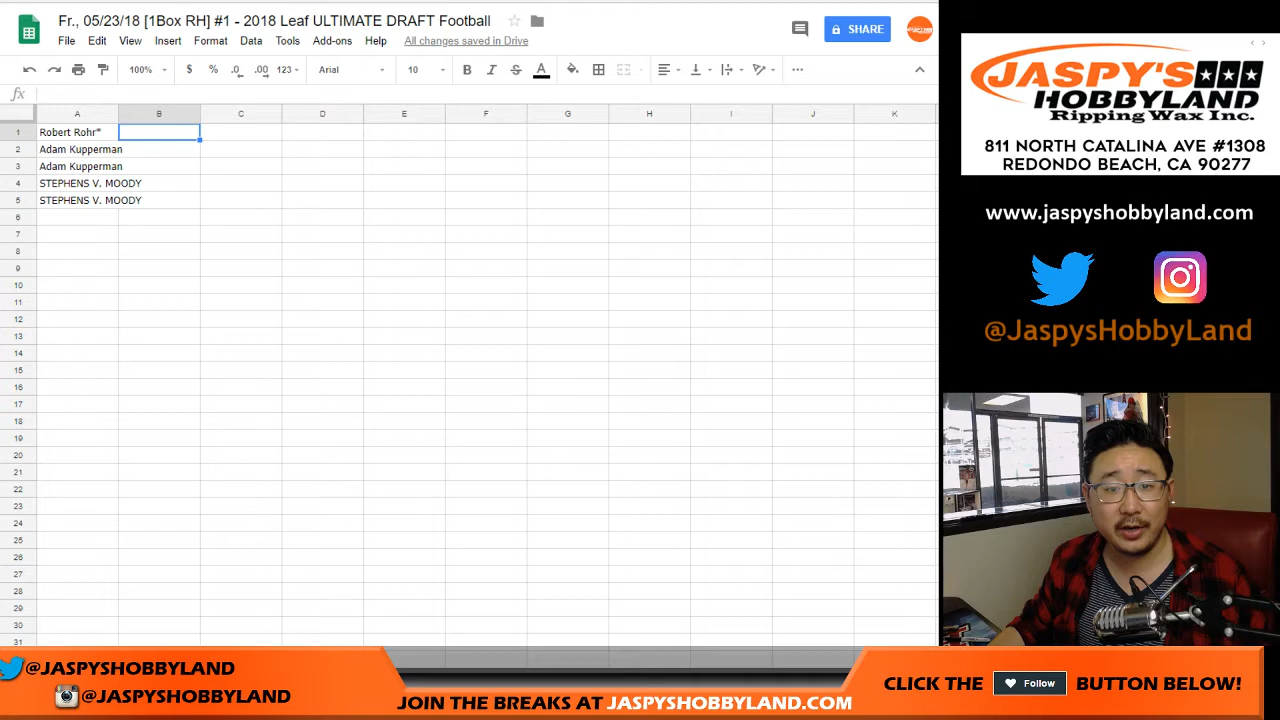 Fr., 05/23/18 [1Box RH] #1 - 2018 Leaf ULTIMATE DRAFT Football
File Edit View Insert Format Data Tools Add-ons Help All changes saved in Drive
SHARE
100% $ % .0 .00 123 Arial 10 B I S A
fx
A B C D E F G H I J K
1 Robert Rohr*
2 Adam Kupperman
3 Adam Kupperman
4 STEPHENS V. MOODY
5 STEPHENS V. MOODY
6
7
8
9
10
11
12
13
14
15
16
17
18
19
20
21
22
23
24
25
26
27
28
29
30
31
JASPY'S
HOBBYLAND
Ripping Wax Inc.
811 NORTH CATALINA AVE #1308
REDONDO BEACH, CA 90277
www.jaspyshobbyland.com
@JaspysHobbyLand
@JASPYSHOBBYLAND
@JASPYSHOBBYLAND
JOIN THE BREAKS AT JASPYSHOBBYLAND.COM
CLICK THE Follow BUTTON BELOW!